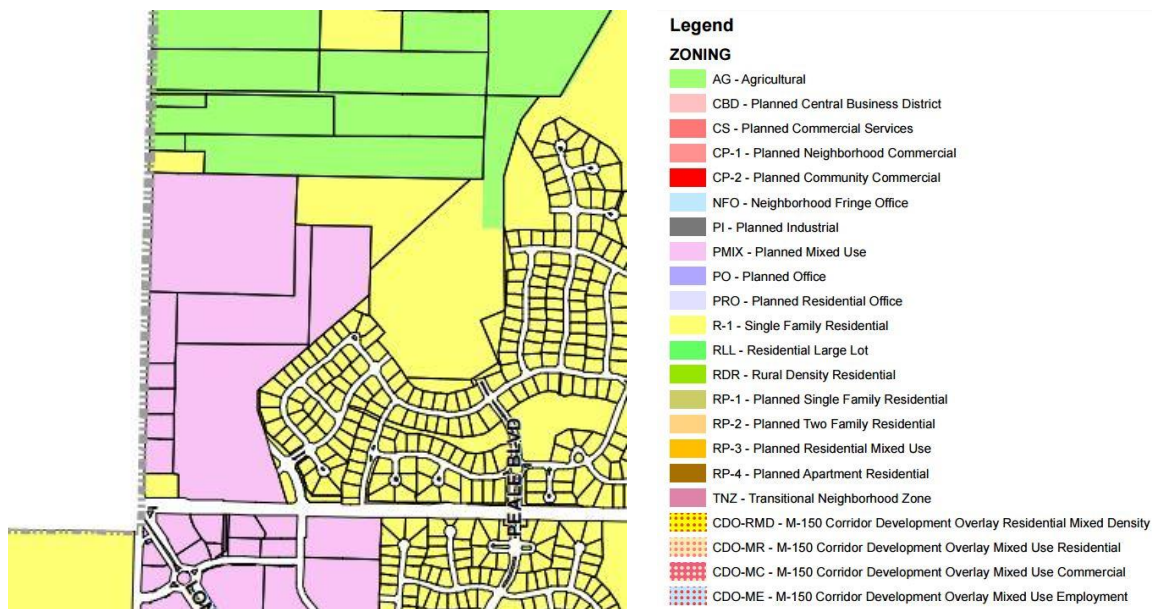 PEALE BLVD
Legend
ZONING
AG - Agricultural
CBD - Planned Central Business District
CS - Planned Commercial Services
CP-1 - Planned Neighborhood Commercial
CP-2 - Planned Community Commercial
NFO - Neighborhood Fringe Office
PI - Planned Industrial
PMIX - Planned Mixed Use
PO - Planned Office
PRO - Planned Residential Office
R-1 - Single Family Residential
RLL - Residential Large Lot
RDR - Rural Density Residential
RP-1 - Planned Single Family Residential
RP-2 - Planned Two Family Residential
RP-3 - Planned Residential Mixed Use
RP-4 - Planned Apartment Residential
TNZ - Transitional Neighborhood Zone
CDO-RMD - M-150 Corridor Development Overlay Residential Mixed Density
CDO-MR - M-150 Corridor Development Overlay Mixed Use Residential
CDO-MC - M-150 Corridor Development Overlay Mixed Use Commercial
CDO-ME - M-150 Corridor Development Overlay Mixed Use Employment